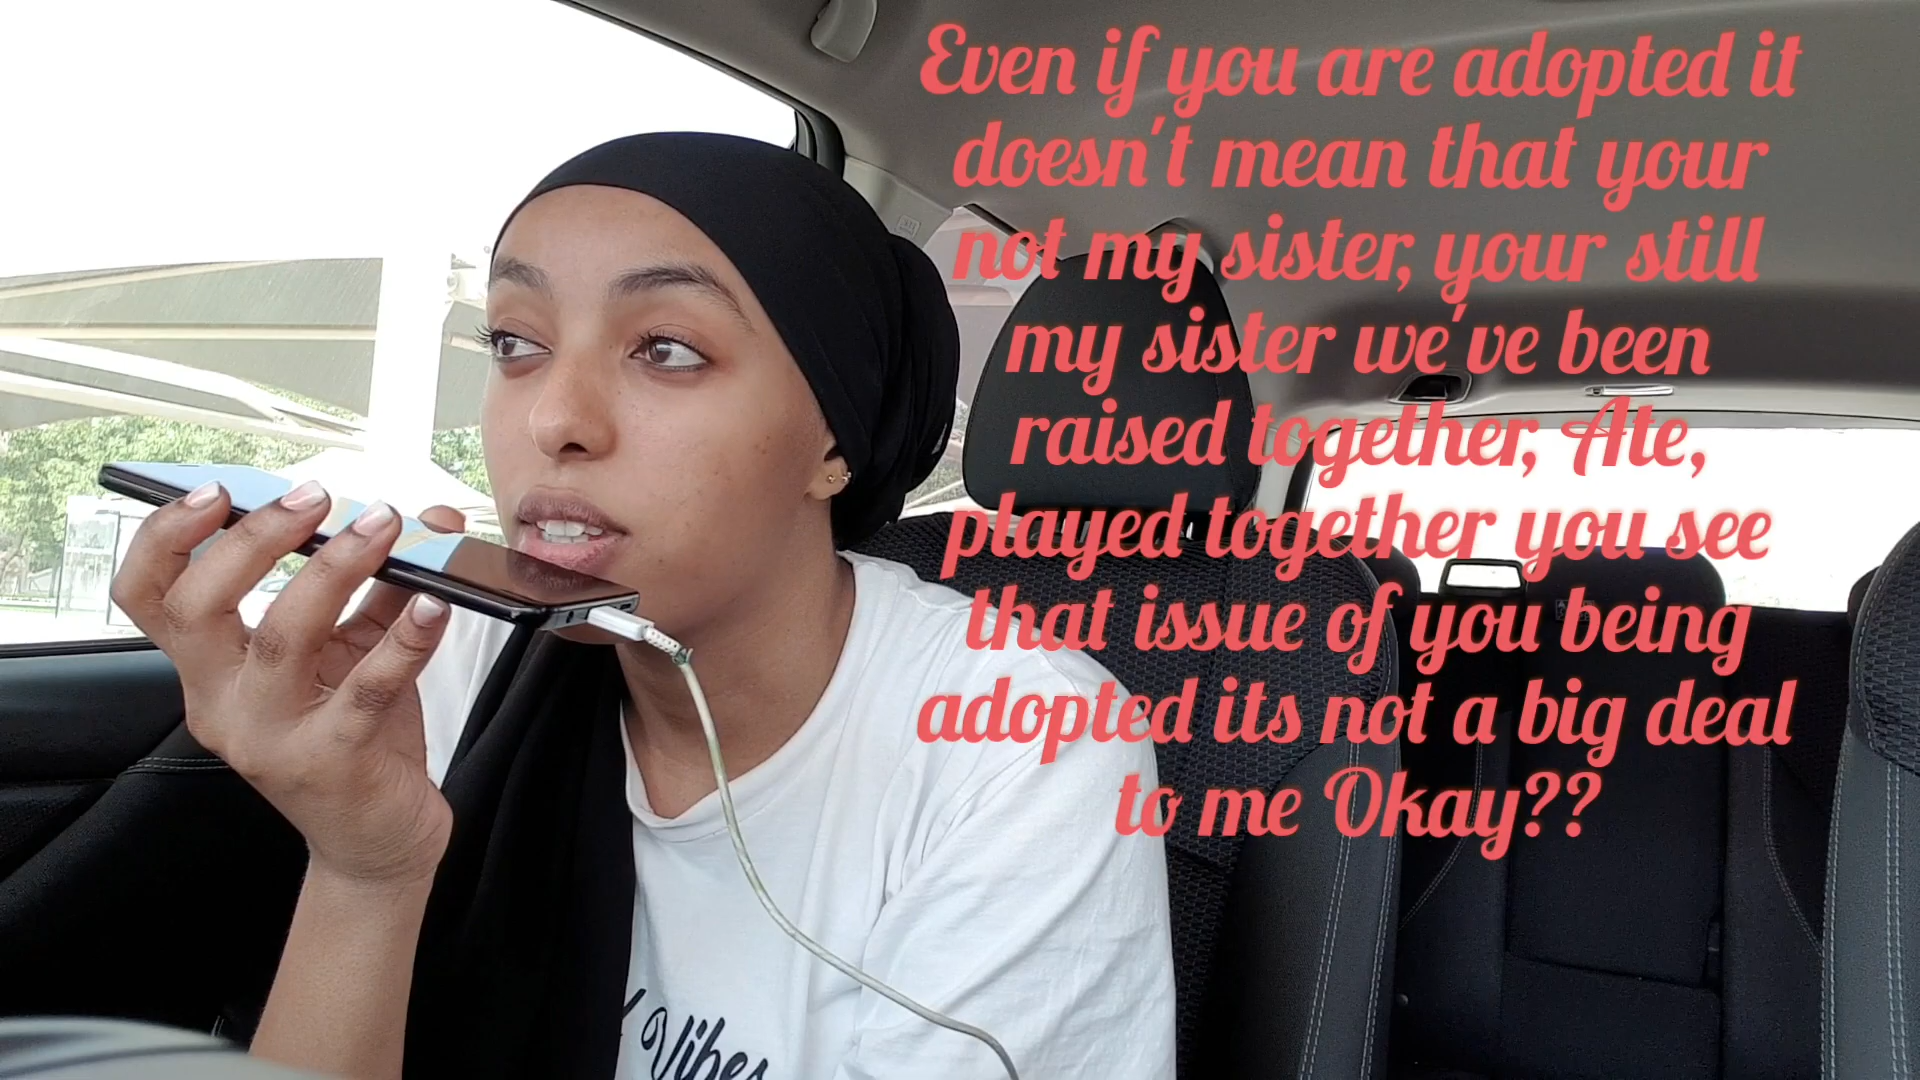 Even if you are adopted it
doesn't mean that your
not my sister, your still
my sister we've been
raised together, Ate,
played together you see
that issue of you being
adopted its not a big deal
to me Okay??
Vibes